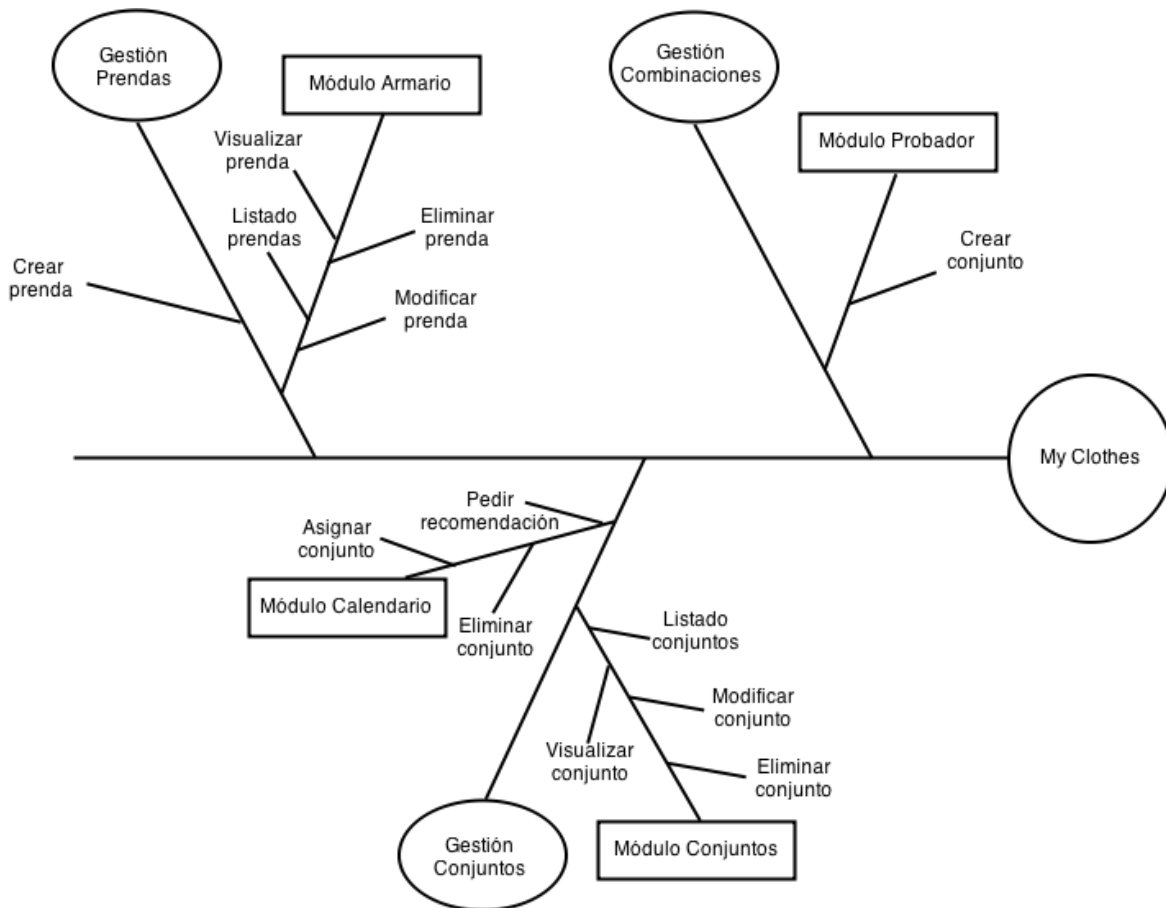 Gestión
Prendas
Módulo Armario
Gestión
Combinaciones
Módulo Probador
Visualizar
prenda
Listado
prendas
Eliminar
prenda
Crear
prenda
Modificar
prenda
Crear
conjunto
My Clothes
Pedir
recomendación
Asignar
conjunto
Módulo Calendario
Eliminar
conjunto
Listado
conjuntos
Modificar
conjunto
Visualizar
conjunto
Eliminar
conjunto
Gestión
Conjuntos
Módulo Conjuntos